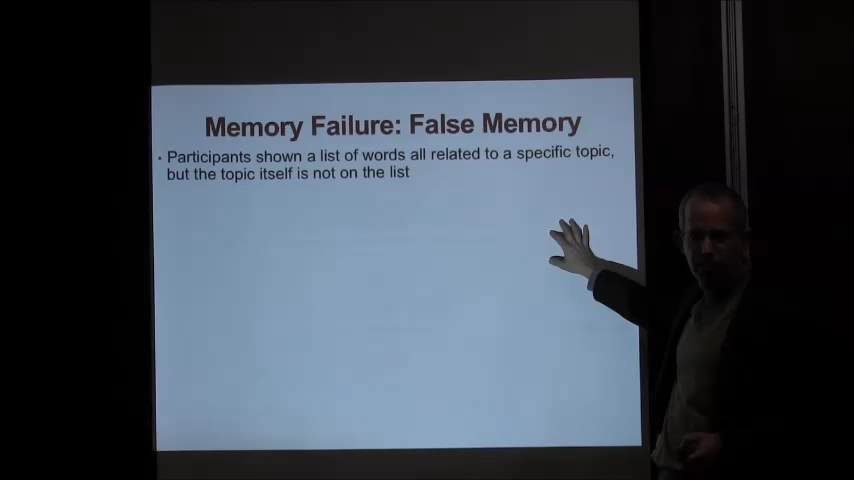 Memory Failure: False Memory
• Participants shown a list of words all related to a specific topic,
but the topic itself is not on the list